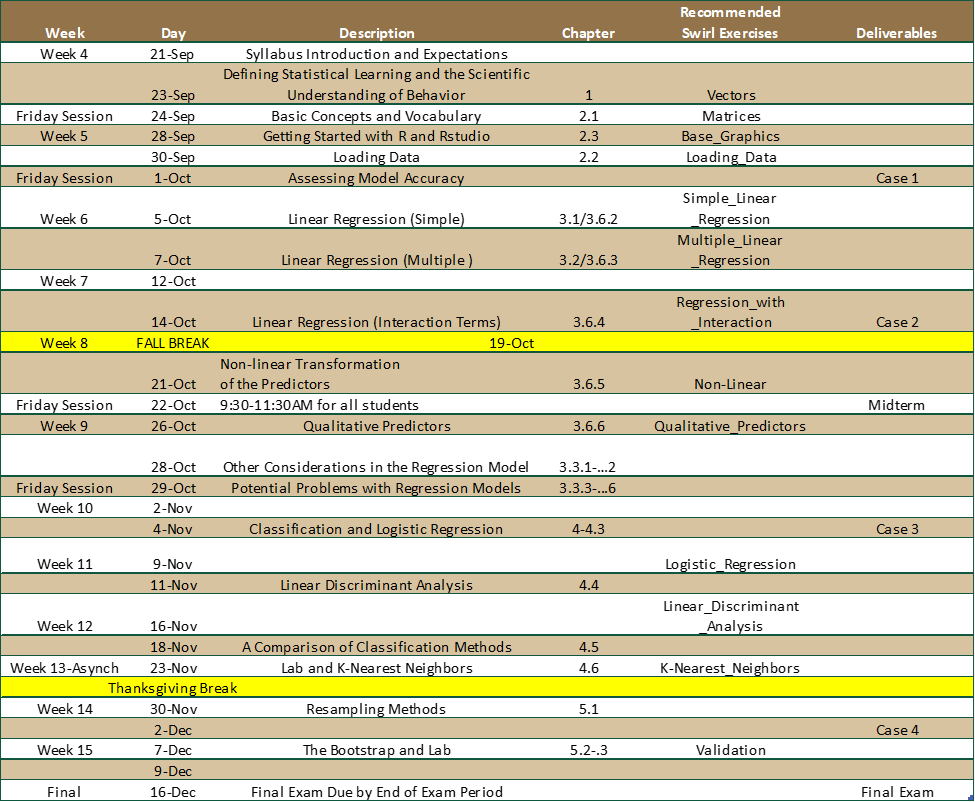 Week Day Description Chapter Recommended Swirl Exercises Deliverables
Week 4 21-Sep Syllabus Introduction and Expectations
Defining Statistical Learning and the Scientific
23-Sep Understanding of Behavior 1 Vectors
Friday Session 24-Sep Basic Concepts and Vocabulary 2.1 Matrices
Week 5 28-Sep Getting Started with R and Rstudio 2.3 Base_Graphics
30-Sep Loading Data 2.2 Loading_Data
Friday Session 1-Oct Assessing Model Accuracy Case 1
Simple_Linear
Week 6 5-Oct Linear Regression (Simple) 3.1/3.6.2 _Regression
Multiple_Linear
7-Oct Linear Regression (Multiple ) 3.2/3.6.3 _Regression
Week 7 12-Oct
Regression_with
14-Oct Linear Regression (Interaction Terms) 3.6.4 _Interaction Case 2
Week 8 FALL BREAK 19-Oct
Non-linear Transformation
21-Oct of the Predictors 3.6.5 Non-Linear
Friday Session 22-Oct 9:30-11:30AM for all students Midterm
Week 9 26-Oct Qualitative Predictors 3.6.6 Qualitative_Predictors
28-Oct Other Considerations in the Regression Model 3.3.1-...2
Friday Session 29-Oct Potential Problems with Regression Models 3.3.3-...6
Week 10 2-Nov
4-Nov Classification and Logistic Regression 4-4.3 Case 3
Week 11 9-Nov Logistic_Regression
11-Nov Linear Discriminant Analysis 4.4
Linear_Discriminant
Week 12 16-Nov _Analysis
18-Nov A Comparison of Classification Methods 4.5
Week 13-Asynch 23-Nov Lab and K-Nearest Neighbors 4.6 K-Nearest_Neighbors
Thanksgiving Break
Week 14 30-Nov Resampling Methods 5.1
2-Dec Case 4
Week 15 7-Dec The Bootstrap and Lab 5.2-.3 Validation
9-Dec
Final 16-Dec Final Exam Due by End of Exam Period Final Exam